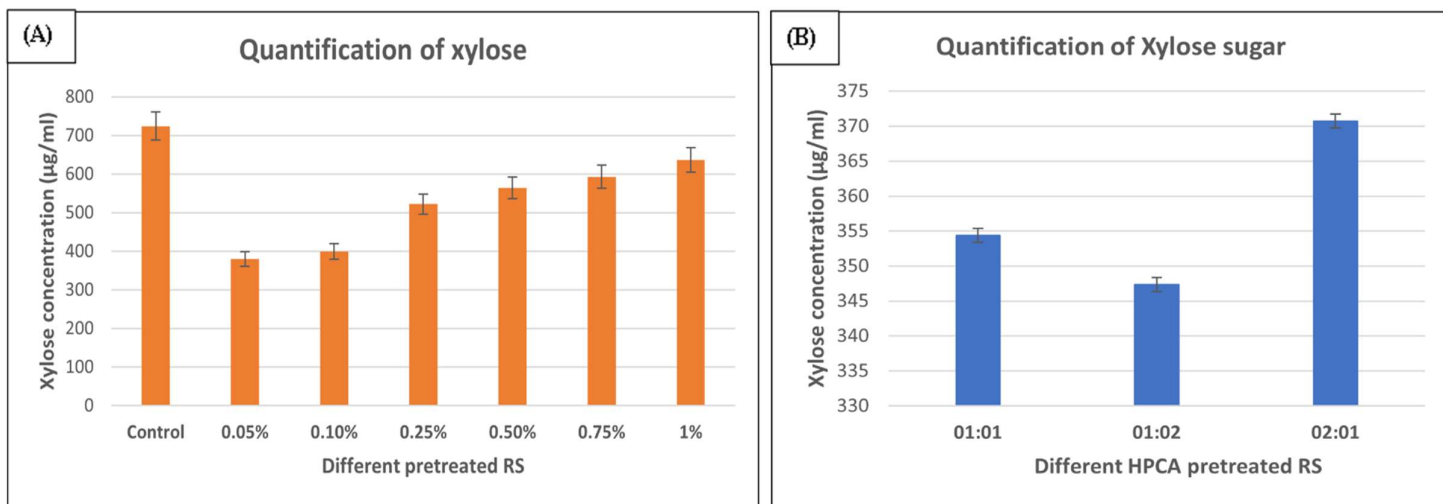 (A)
Quantification of xylose
Xylose concentration (µg/ml)
800
700
600
500
400
300
200
100
0
Control 0.05% 0.10% 0.25% 0.50% 0.75% 1%
Different pretreated RS
(B)
Quantification of Xylose sugar
Xylose concentration (µg/ml)
375
370
365
360
355
350
345
340
335
330
01:01 01:02 02:01
Different HPCA pretreated RS